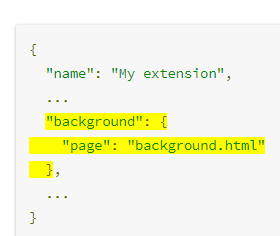 {
  "name": "My extension",
  ...
  "background": {
    "page": "background.html"
  },
  ...
}